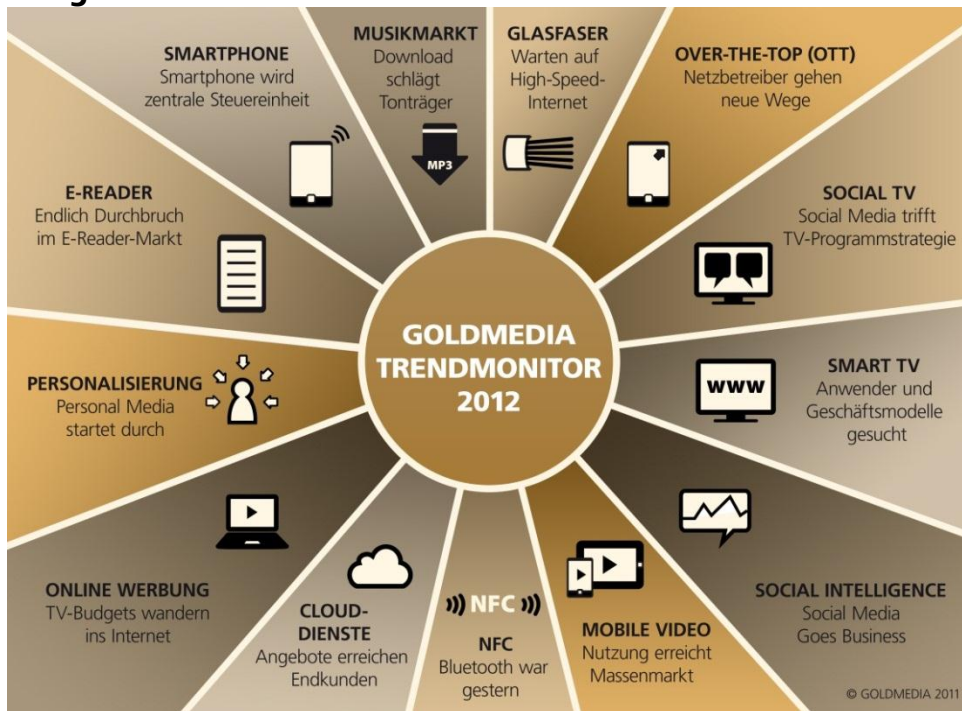 SMARTPHONE
Smartphone wird
zentrale Steuereinheit
MUSIKMARKT
Download
schlägt
Tonträger
MP3
GLASFASER
Warten auf
High-Speed-
Internet
OVER-THE-TOP (OTT)
Netzbetreiber gehen
neue Wege
E-READER
Endlich Durchbruch
im E-Reader-Markt
SOCIAL TV
Social Media trifft
TV-Programmstrategie
GOLDMEDIA
TRENDMONITOR
2012
PERSONALISIERUNG
Personal Media
startet durch
www
SMART TV
Anwender und
Geschäftsmodelle
gesucht
ONLINE WERBUNG
TV-Budgets wandern
ins Internet
CLOUD-
DIENSTE
Angebote erreichen
Endkunden
NFC
NFC
Bluetooth war
gestern
MOBILE VIDEO
Nutzung erreicht
Massenmarkt
SOCIAL INTELLIGENCE
Social Media
Goes Business
© GOLDMEDIA 2011